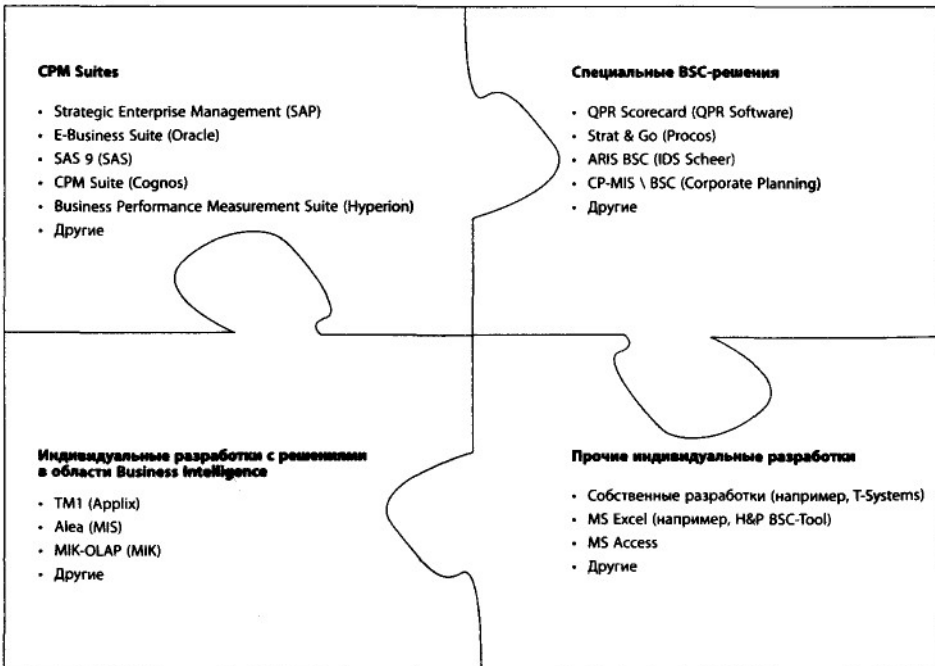 CPM Suites
• Strategic Enterprise Management (SAP)
• E-Business Suite (Oracle)
• SAS 9 (SAS)
• CPM Suite (Cognos)
• Business Performance Measurement Suite (Hyperion)
• Другие
Специальные BSC-решения
• QPR Scorecard (QPR Software)
• Strat & Go (Procos)
• ARIS BSC (IDS Scheer)
• CP-MIS \ BSC (Corporate Planning)
• Другие
Индивидуальные разработки с решениями
в области Business Intelligence
• TM1 (Applix)
• Alea (MIS)
• MIK-OLAP (MIK)
• Другие
Прочие индивидуальные разработки
• Собственные разработки (например, T-Systems)
• MS Excel (например, H&P BSC-Tool)
• MS Access
• Другие